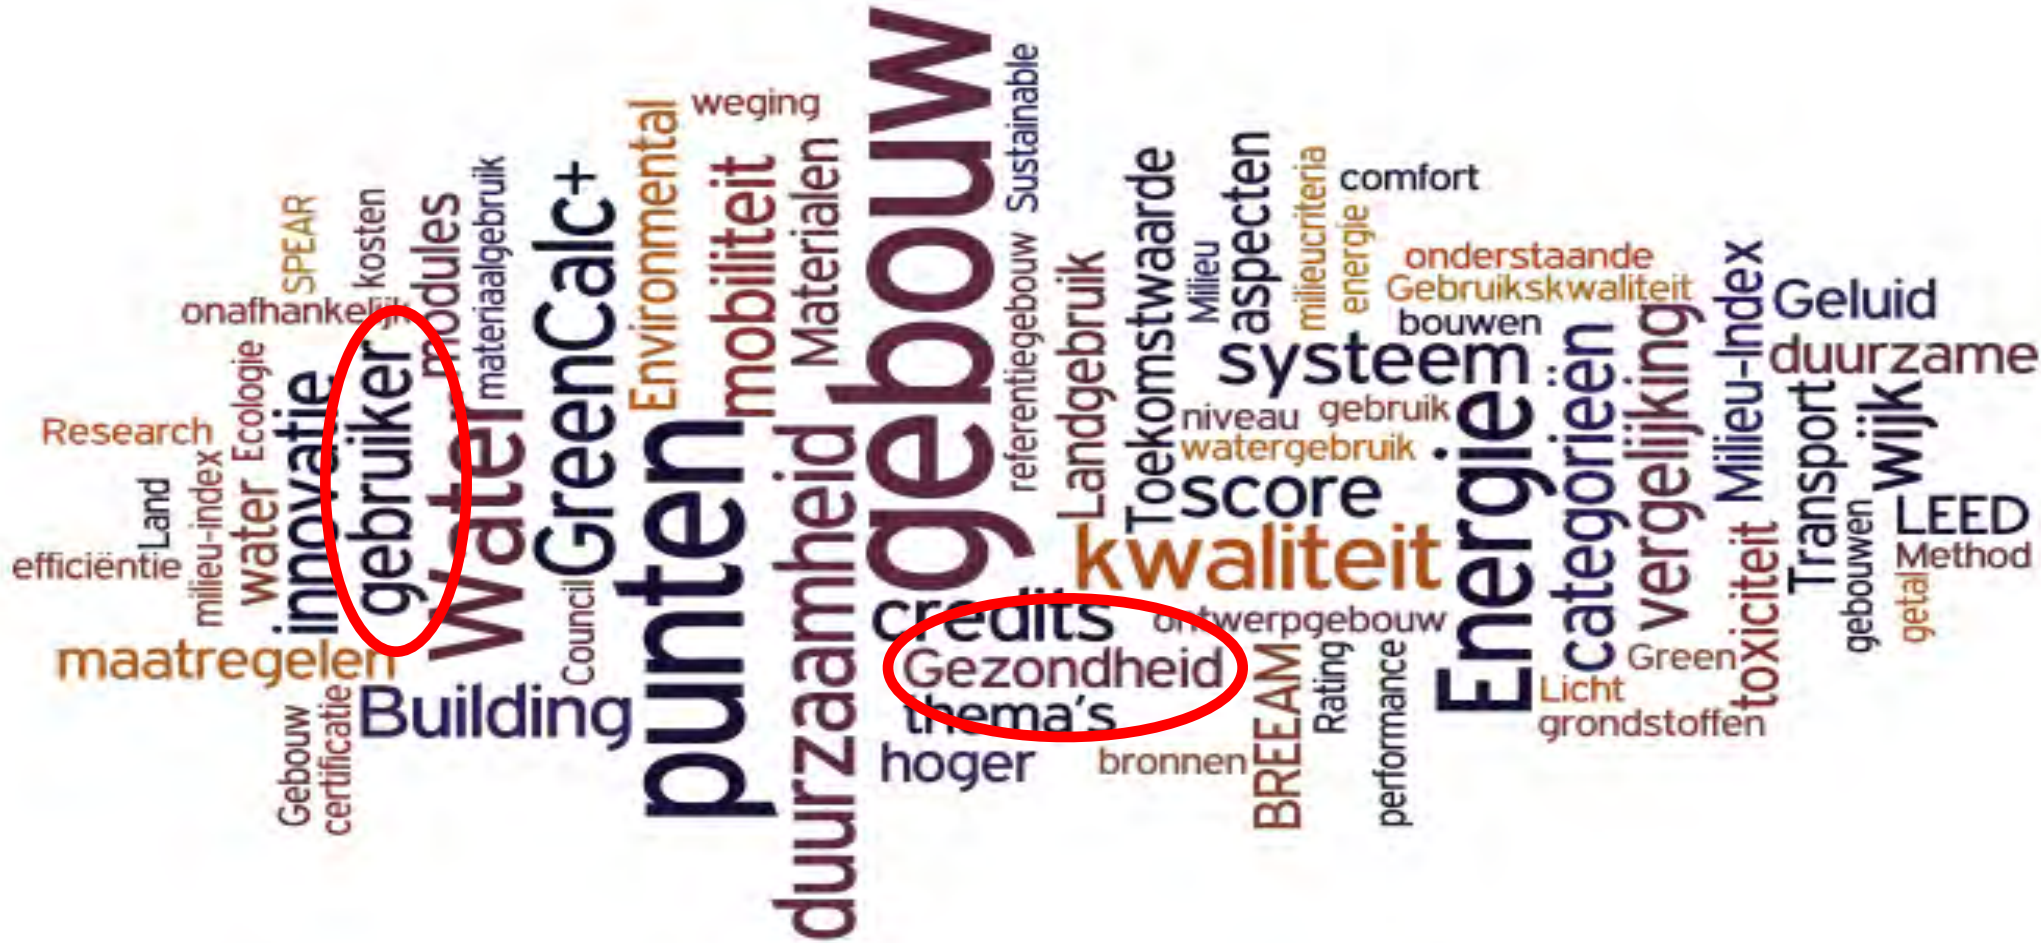 gebouw
Sustainable
weging
Environmental
mobiliteit
Materialen
GreenCalc+
materiaalgebruik
modules
kosten
SPEAR
onafhankelijk
gebruiker
innovatie
Ecologie
water
milieu-index
Research
Land
efficiëntie
maatregelen
Gebouw
certificatie
Building
Council
Water
punten
duurzaamheid
referentiegebouw
Landgebruik
Toekomstwaarde
Milieu
aspecten
milieucriteria
energie
comfort
onderstaande
Gebruikskwaliteit
bouwen
systeem
niveau
gebruik
watergebruik
score
kwaliteit
credits
ontwerpgebouw
Gezondheid
thema's
hoger
bronnen
BREEAM
Rating
performance
Energie
categorieën
vergelijking
Milieu-Index
Geluid
duurzame
Transport
wijk
LEED
Method
getal
gebouwen
toxiciteit
Green
Licht
grondstoffen